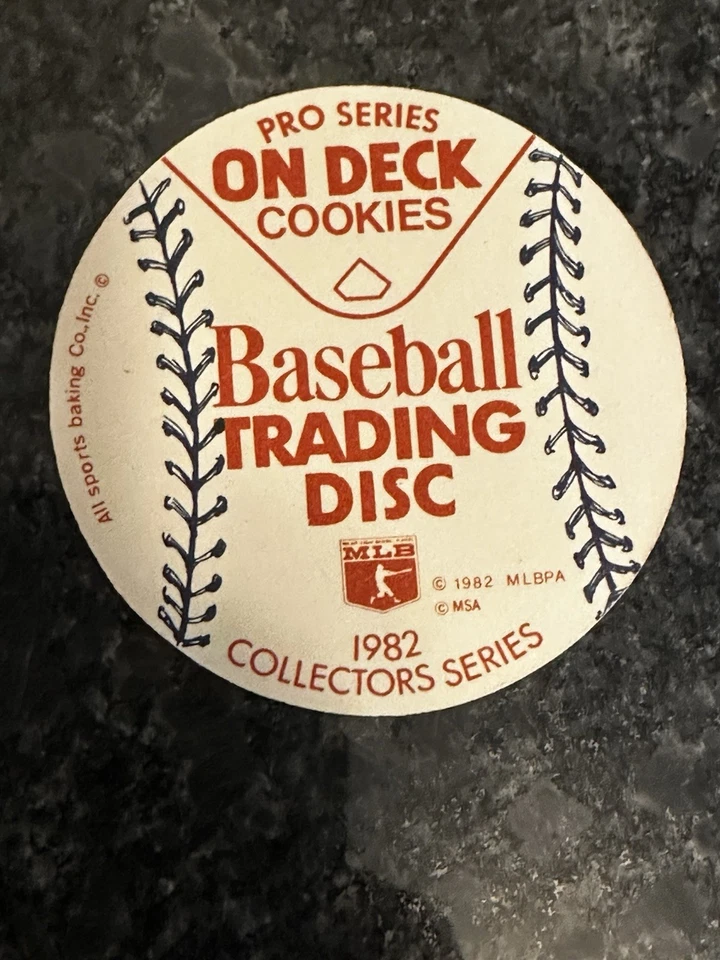 PRO SERIES
ON DECK
COOKIES
All sports baking Co., Inc. ©
Baseball
TRADING
DISC
MLB
© 1982 MLBPA
© MSA
1982
COLLECTORS SERIES